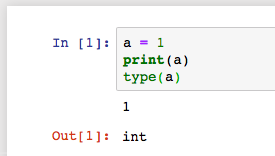 In [1]: a = 1
print(a)
type(a)
1
Out[1]: int